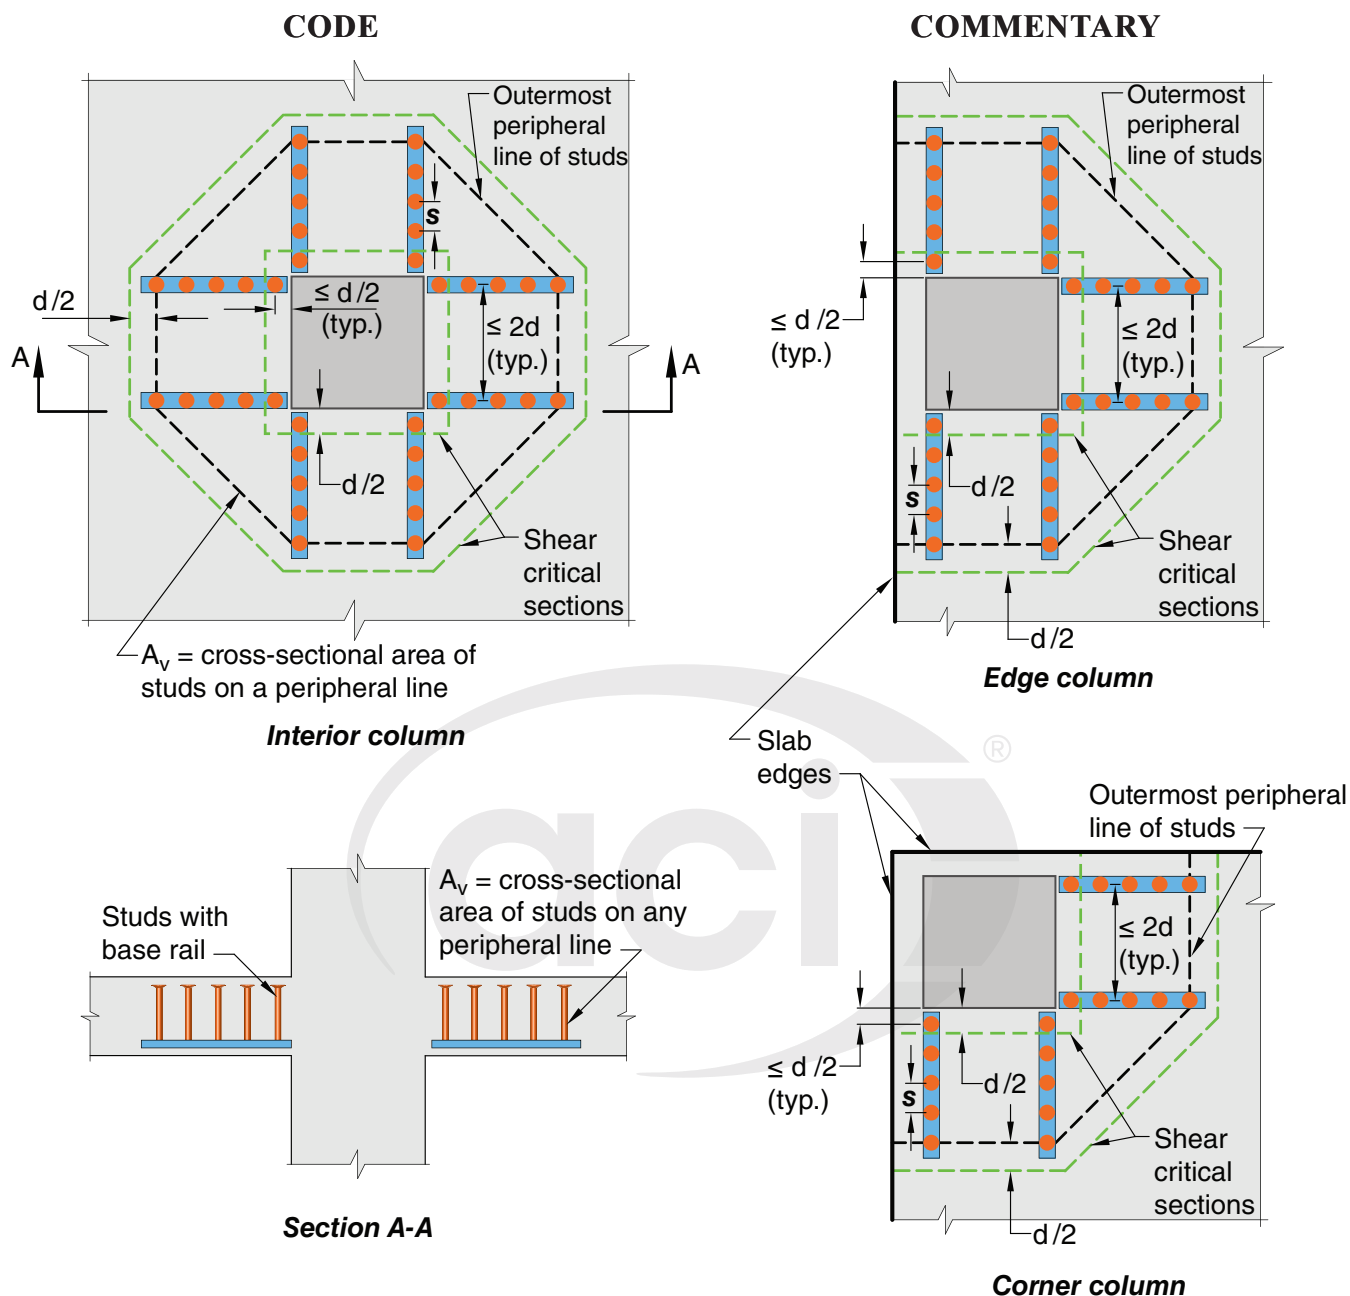 CODE
COMMENTARY
Outermost
peripheral
line of studs
s
d/2
≤ d/2
(typ.)
≤ 2d
(typ.)
A
A
d/2
Shear
critical
sections
Av = cross-sectional area of
studs on a peripheral line
Interior column
Outermost
peripheral
line of studs
≤ d/2
(typ.)
≤ 2d
(typ.)
s
d/2
Shear
critical
sections
d/2
Edge column
Slab
edges
aci
®
Studs with
base rail
Av = cross-sectional
area of studs on any
peripheral line
Section A-A
Outermost peripheral
line of studs
≤ 2d
(typ.)
≤ d/2
(typ.)
s
d/2
Shear
critical
sections
d/2
Corner column